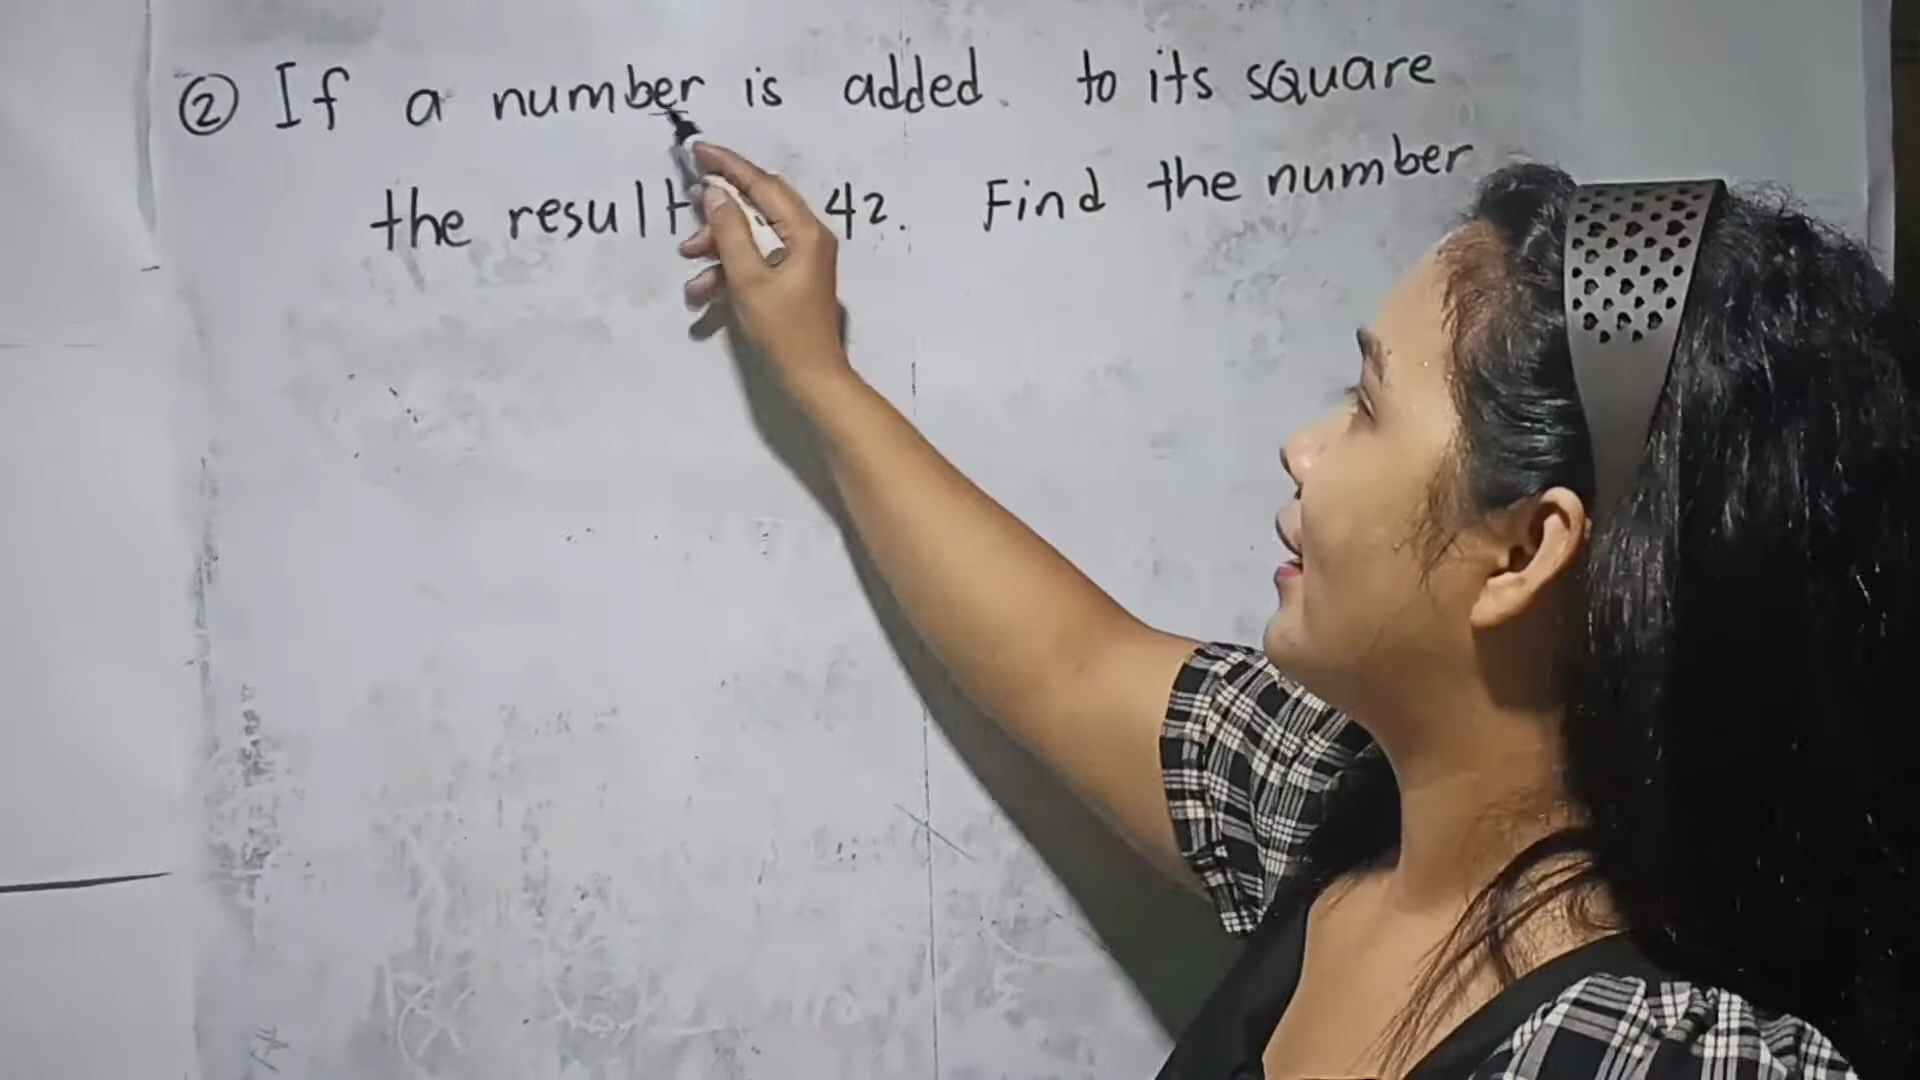 ② If a number is added. to its square
the result 42. Find the number